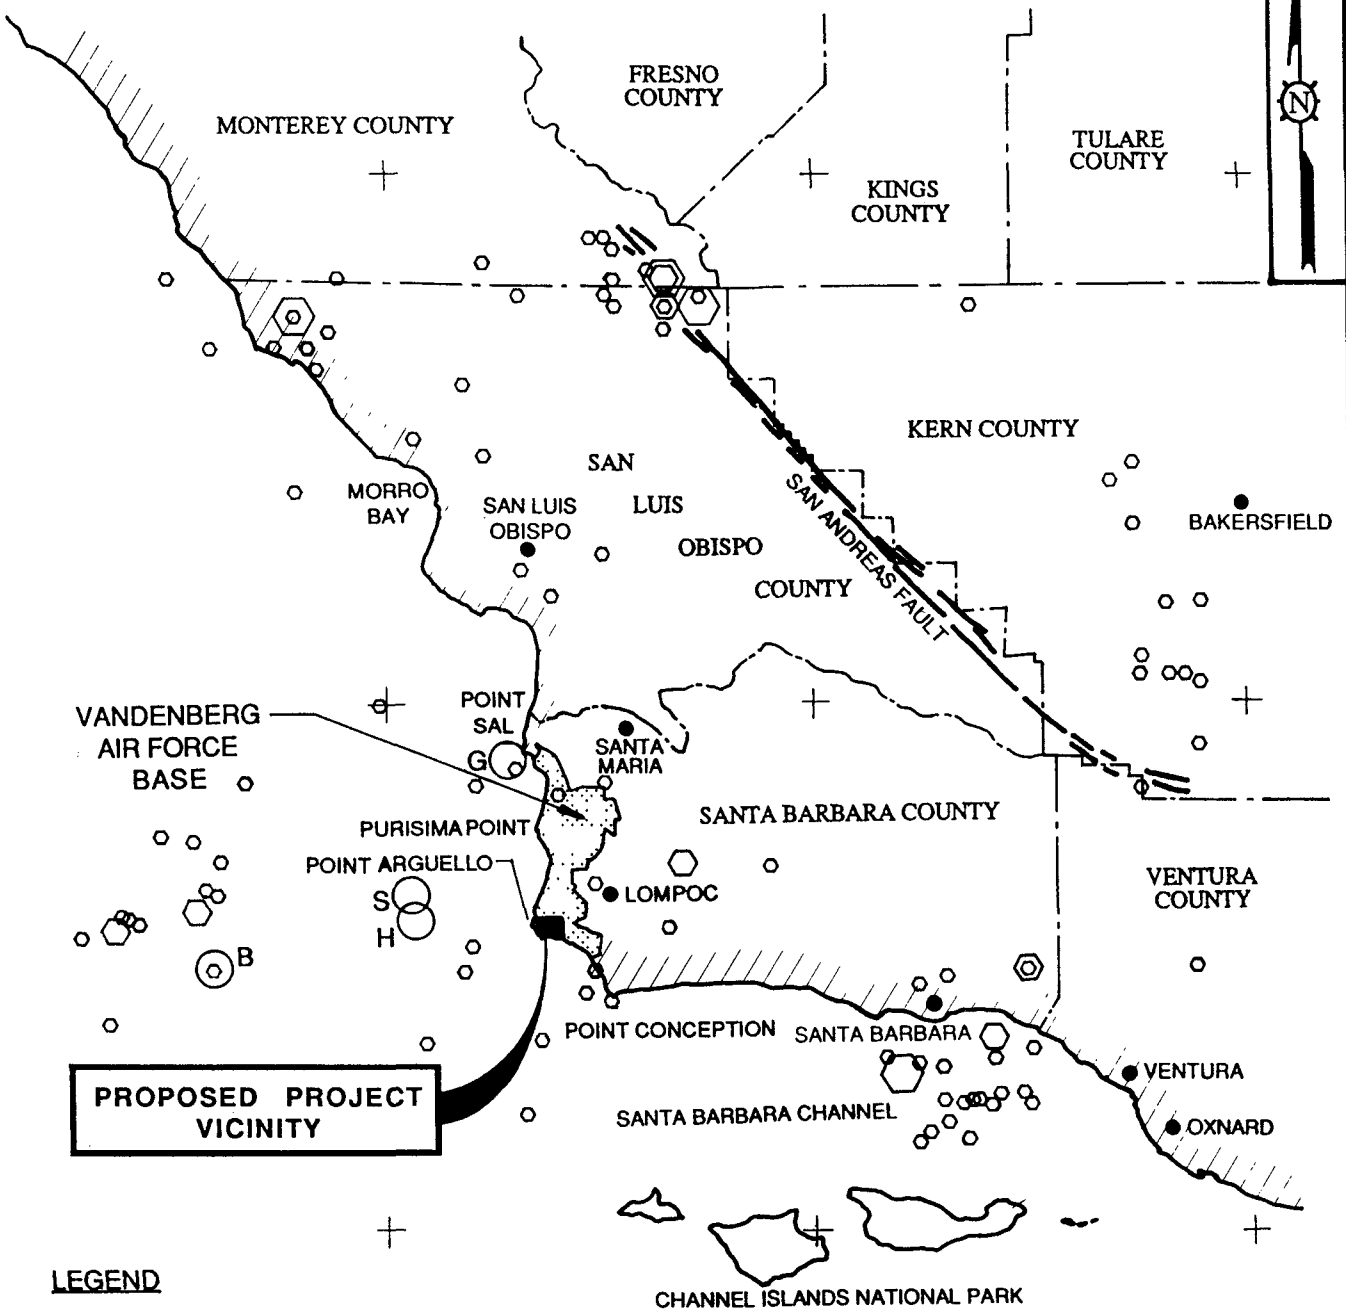 FRESNO
COUNTY
N
MONTEREY COUNTY
TULARE
COUNTY
KINGS
COUNTY
KERN COUNTY
SAN
LUIS
OBISPO
COUNTY
SAN ANDREAS FAULT
MORRO
BAY
SAN LUIS
OBISPO
BAKERSFIELD
POINT
SAL
VANDENBERG
AIR FORCE
BASE
G
SANTA
MARIA
PURISIMA POINT
SANTA BARBARA COUNTY
POINT ARGUELLO
VENTURA
COUNTY
S
LOMPOC
H
B
POINT CONCEPTION
SANTA BARBARA
VENTURA
PROPOSED PROJECT
VICINITY
SANTA BARBARA CHANNEL
OXNARD
LEGEND
CHANNEL ISLANDS NATIONAL PARK